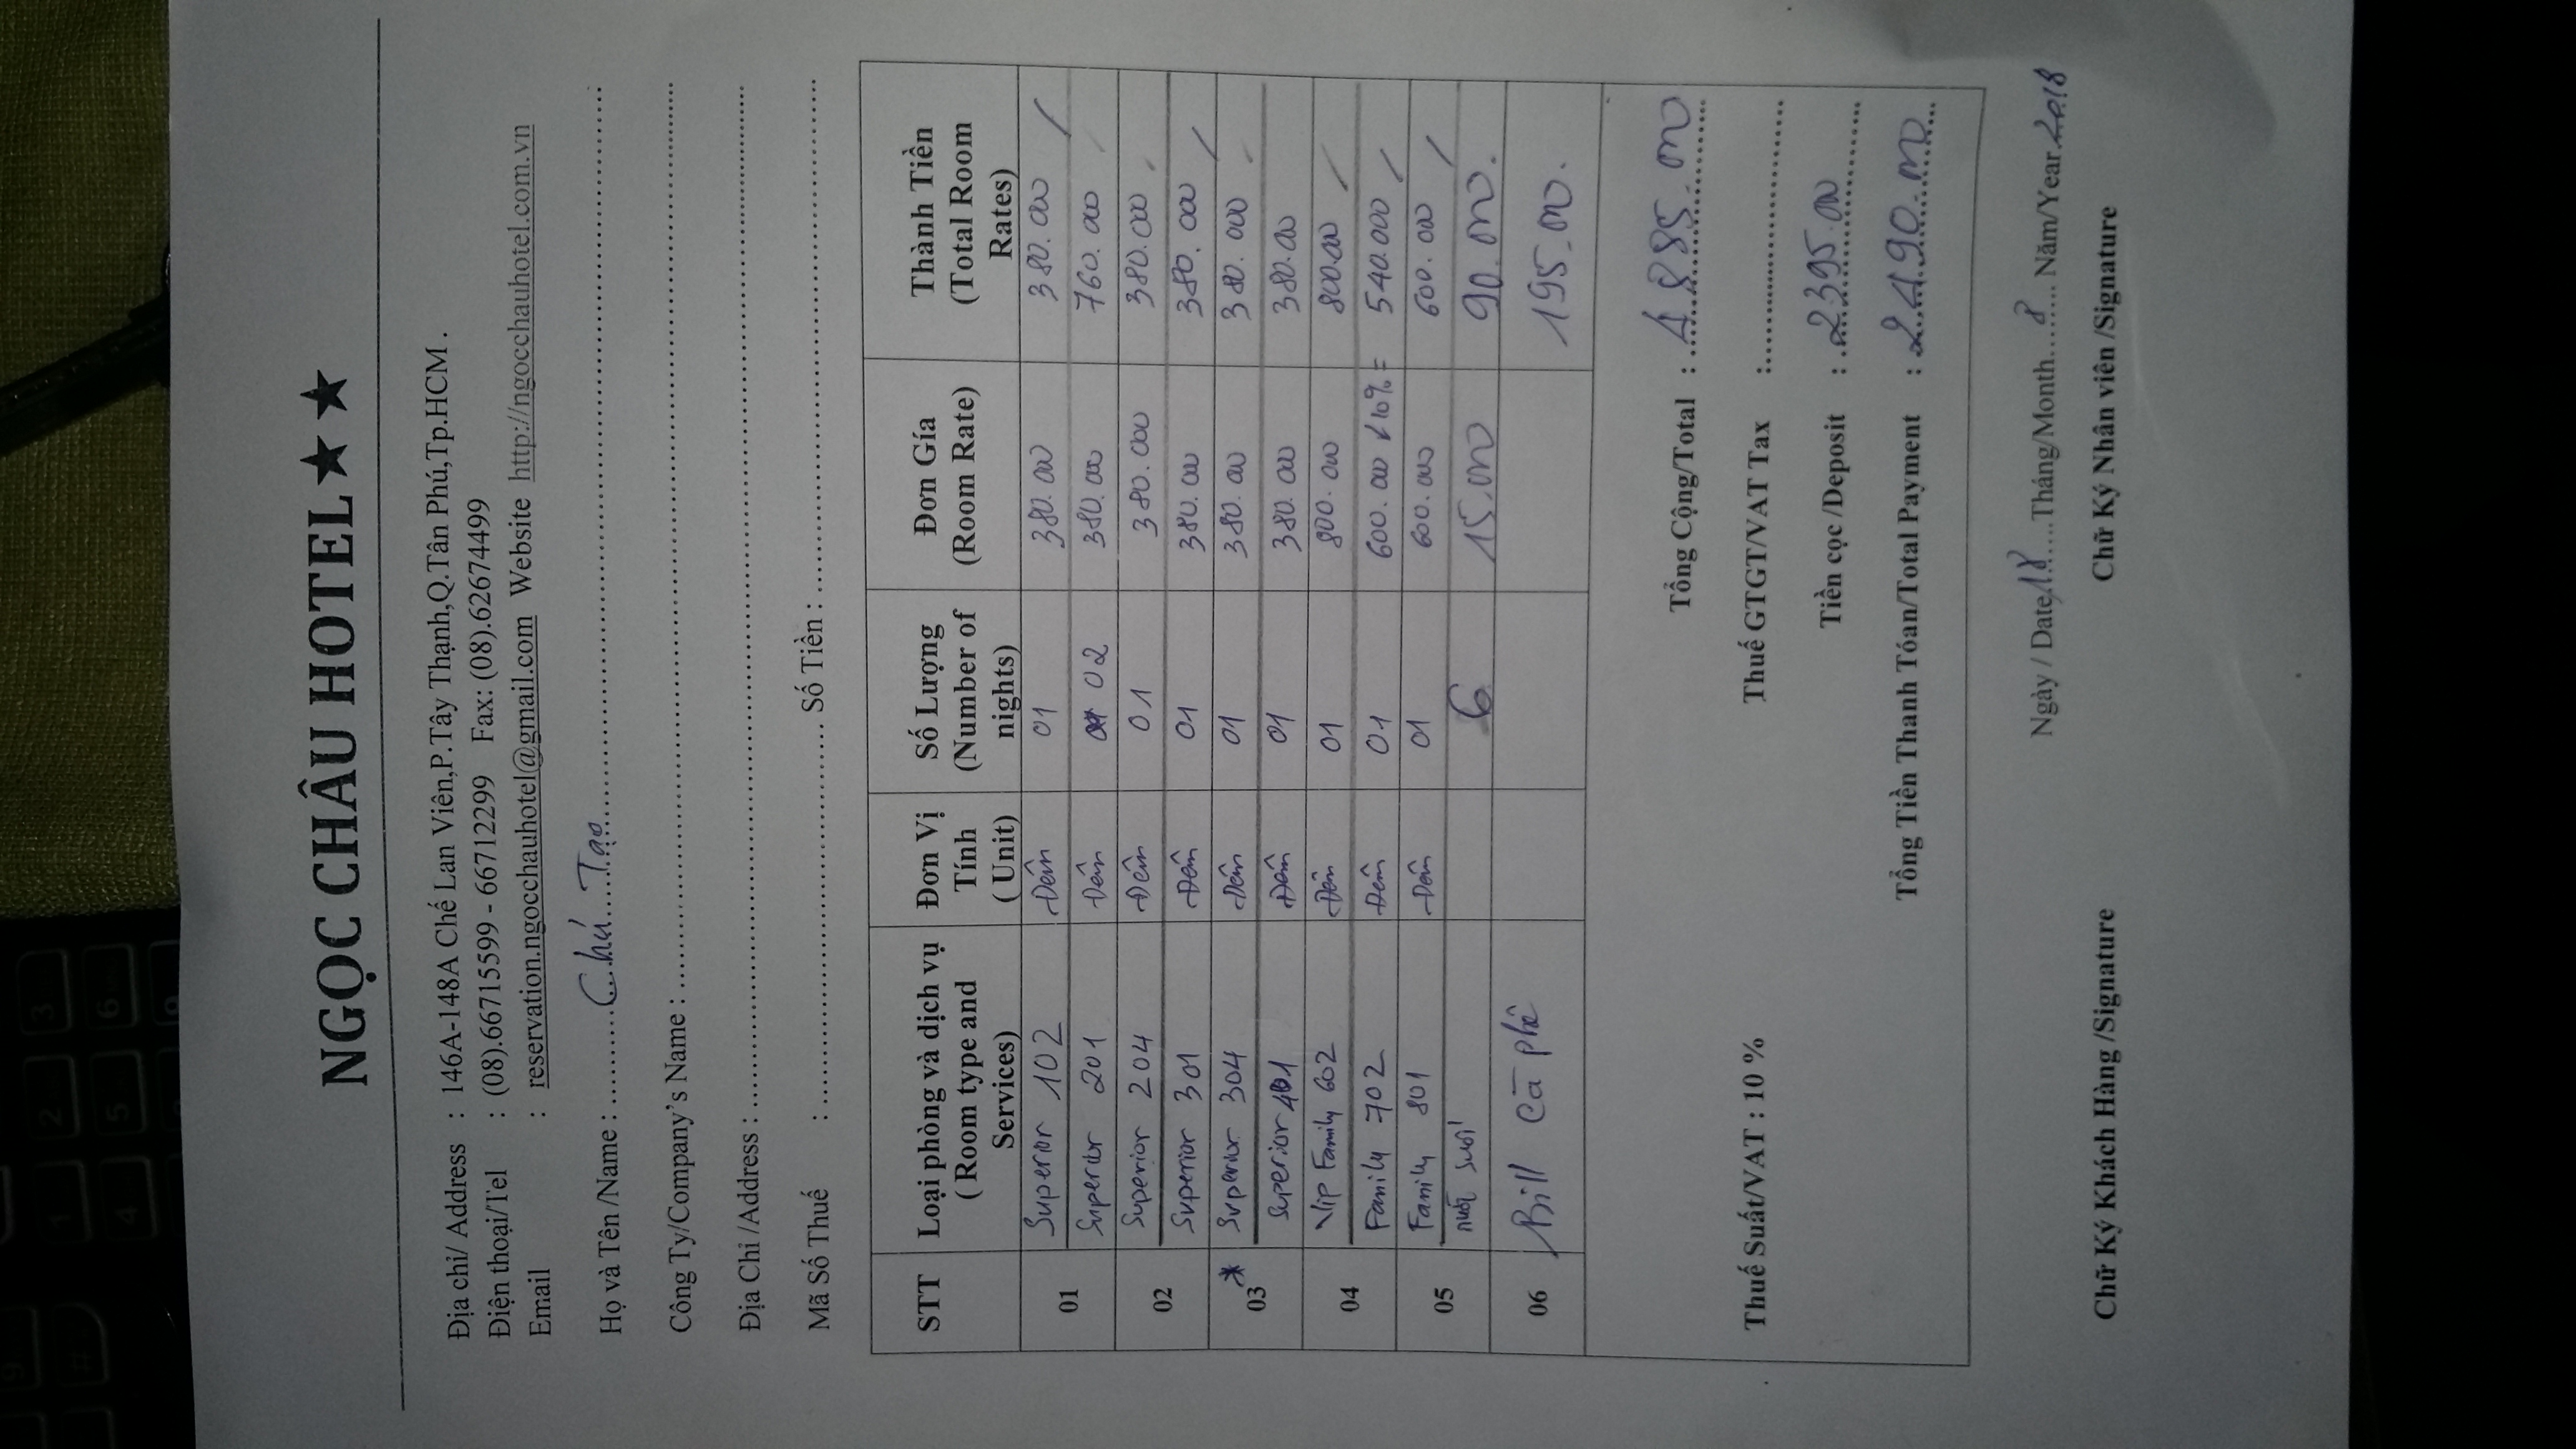 NGỌC CHÂU HOTEL★★
Địa chỉ/ Address : 146A-148A Chế Lan Viên,P.Tây Thạnh,Q.Tân Phú,Tp.HCM .
Điện thoại/Tel : (08).66715599 - 66712299 Fax: (08).62674499
Email : reservation.ngocchauhotel@gmail.com Website http://ngocchauhotel.com.vn
Họ và Tên /Name : Chú Tạo
Công Ty/Company's Name :
Địa Chỉ /Address :
Mã Số Thuế : Số Tiền :
STT Loại phòng và dịch vụ ( Room type and Services) Đơn Vị Tính ( Unit) Số Lượng (Number of nights) Đơn Gía (Room Rate) Thành Tiền (Total Room Rates)
01 Superior 102 Đêm 01 380.000 380.000
Superior 201 Đêm 02 380.000 760.000
02 Superior 204 Đêm 01 380.000 380.000
Superior 301 Đêm 01 380.000 380.000
03 * Superior 304 Đêm 01 380.000 380.000
Superior 401 Đêm 01 380.000 380.000
04 Vip Family 602 Đêm 01 800.000 800.000
Family 702 Đêm 01 600.000 ↓10% = 540.000
05 Family 801 Đêm 01 600.000 600.000
nước suối 6 15.000 90.000.
06 Bill cà phê 195.000.
Tổng Cộng/Total : 4885.000
Thuế Suất/VAT : 10 % Thuế GTGT/VAT Tax :
Tiền cọc /Deposit : 2395.000
Tổng Tiền Thanh Tóan/Total Payment : 2.490.000
Ngày / Date 18 Tháng/Month 8 Năm/Year 2018
Chữ Ký Khách Hàng /Signature Chữ Ký Nhân viên /Signature
1 2 3
4 5 6
#